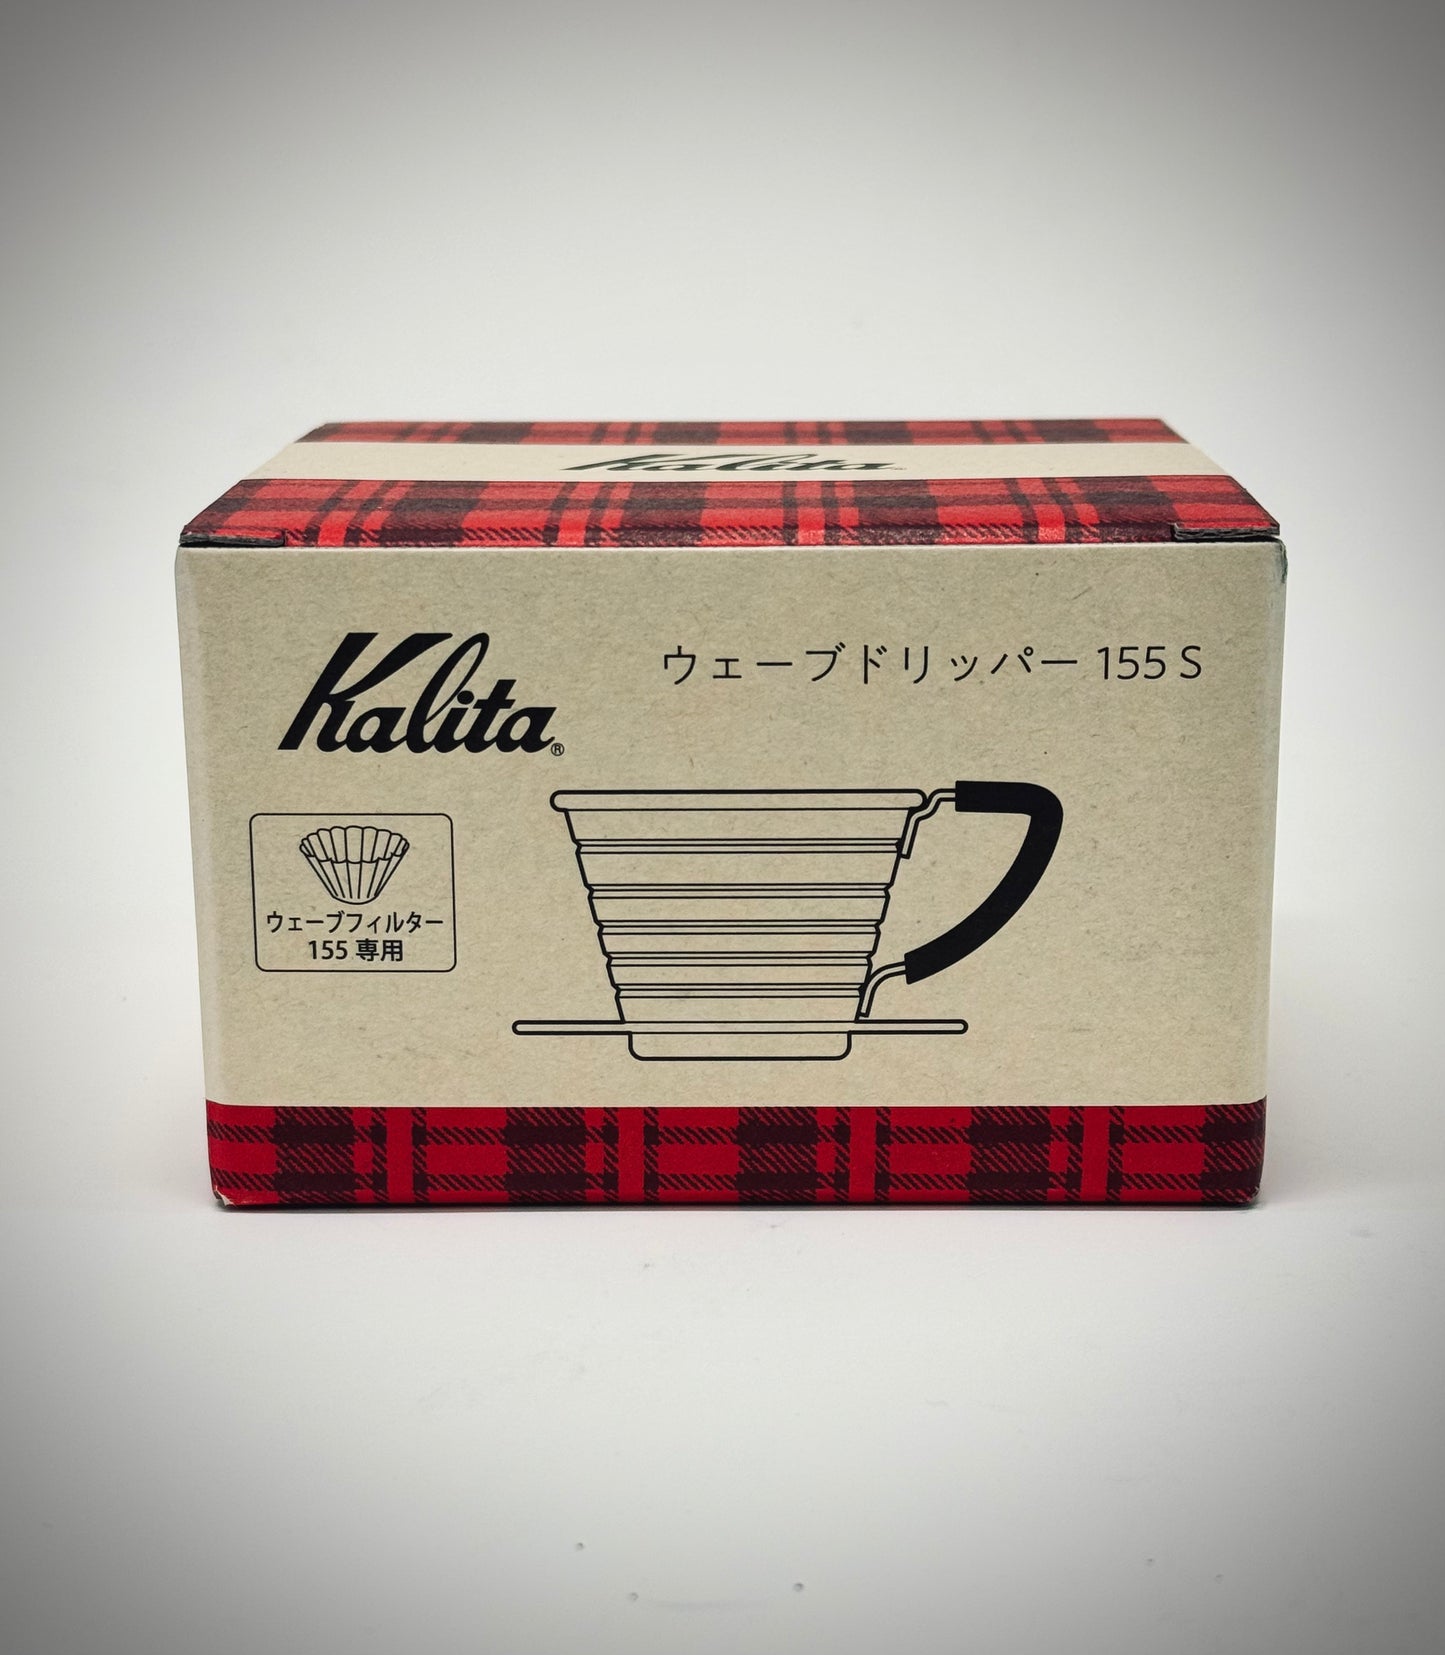 Kalita
Kalita®
ウェーブドリッパー 155 S
ウェーブフィルター
155 専用